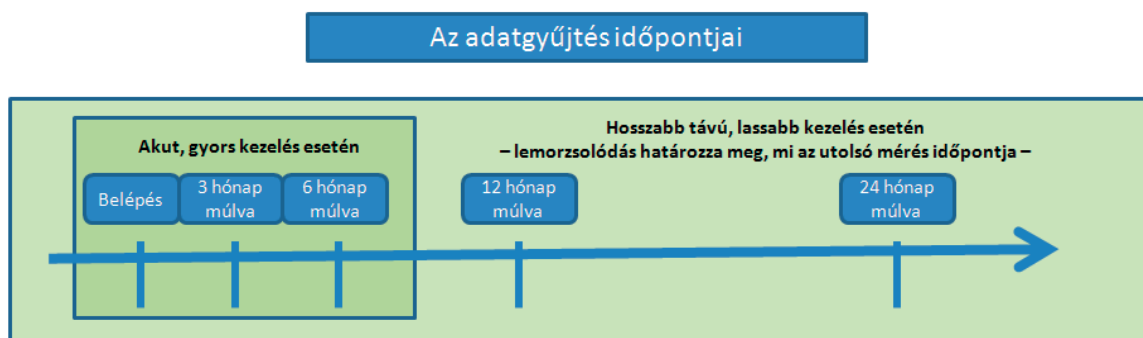 Az adatgyűjtés időpontjai
Akut, gyors kezelés esetén
Hosszabb távú, lassabb kezelés esetén
– lemorzsolódás határozza meg, mi az utolsó mérés időpontja –
Belépés
3 hónap
múlva
6 hónap
múlva
12 hónap
múlva
24 hónap
múlva